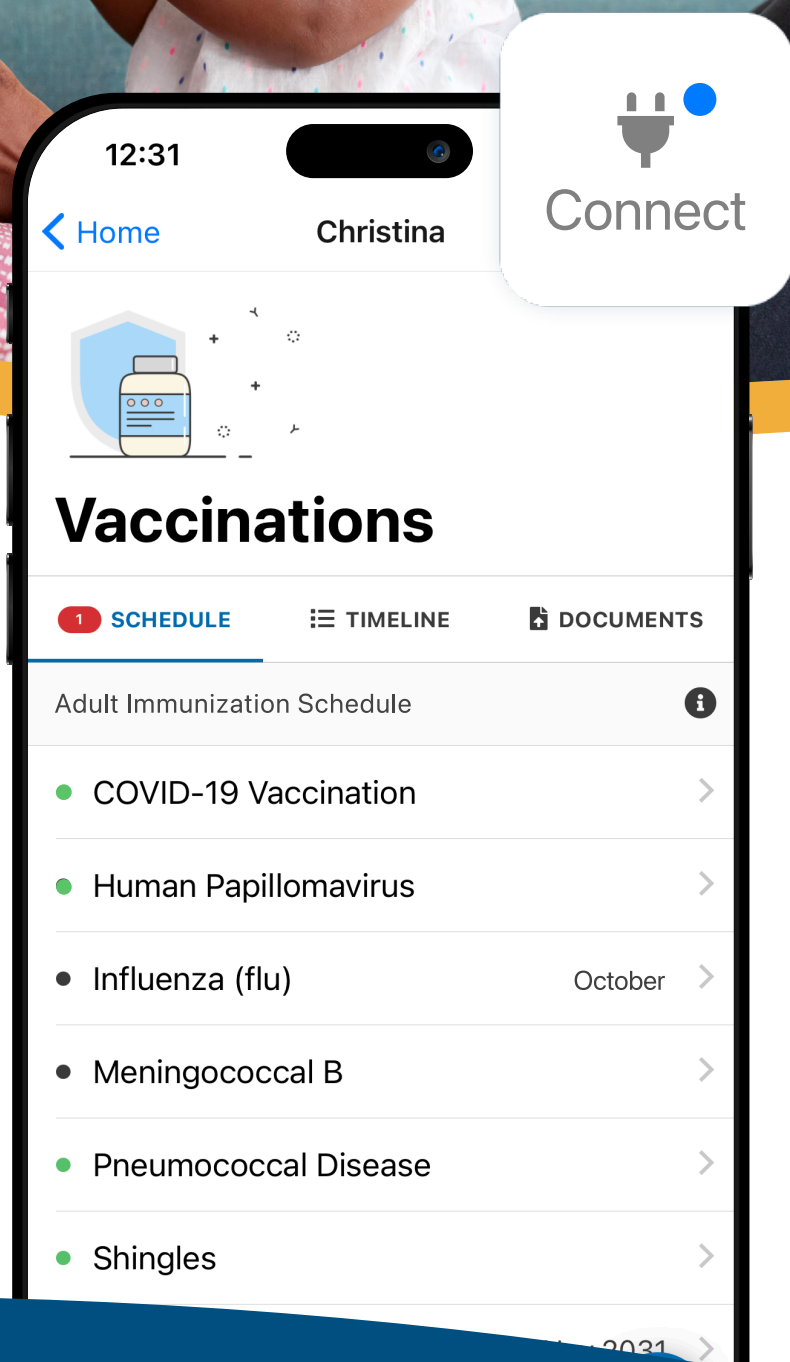 12:31
Connect
Home
Christina
Vaccinations
1 SCHEDULE
TIMELINE
DOCUMENTS
Adult Immunization Schedule
COVID-19 Vaccination
Human Papillomavirus
Influenza (flu) October
Meningococcal B
Pneumococcal Disease
Shingles
2031